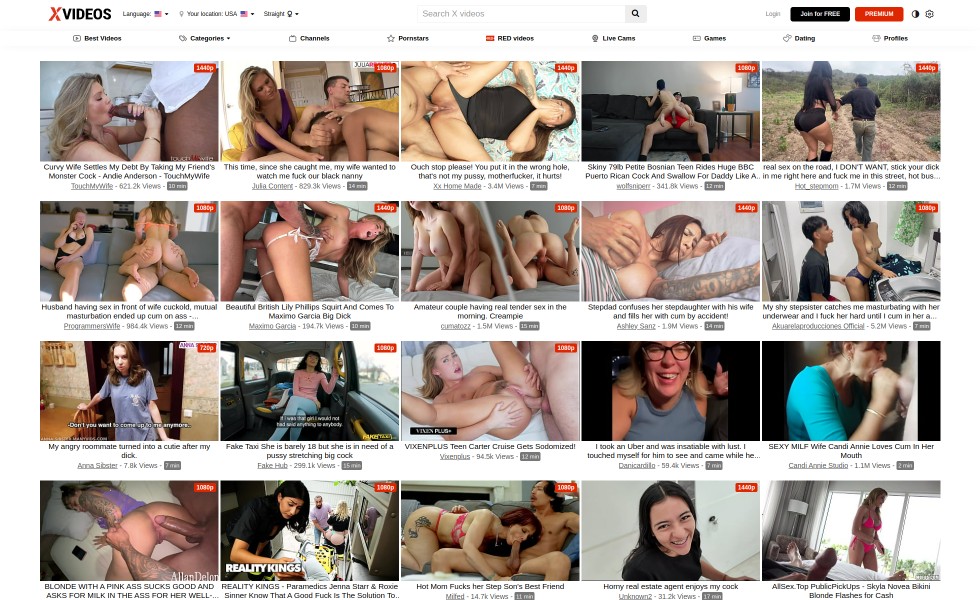 XVIDEOS
Language:
Your location: USA
Straight
Search X videos
Login
Join for FREE
PREMIUM
Best Videos
Categories
Channels
Pornstars
RED videos
Live Cams
Games
Dating
Profiles
1440p
1080p
1440p
1080p
1440p
Curvy Wife Settles My Debt By Taking My Friend's
Monster Cock - Andie Anderson - TouchMyWife
TouchMyWife - 621.2k Views - 10 min
This time, since she caught me, my wife wanted to
watch me fuck our black nanny
Julia Content - 829.3k Views - 14 min
Ouch stop please! You put it in the wrong hole,
that's not my pussy, motherfucker, it hurts!
Xx Home Made - 3.4M Views - 7 min
Skiny 79lb Petite Bosnian Teen Rides Huge BBC
Puerto Rican Cock And Swallow For Daddy Like A...
wolfsniperr - 341.8k Views - 12 min
real sex on the road, I DON'T WANT, stick your dick
in me right here and fuck me in this street, hot bus...
Hot_stepmom - 1.7M Views - 12 min
1080p
1440p
1080p
1440p
1080p
Husband having sex in front of wife cuckold, mutual
masturbation ended up cum on ass -...
ProgrammersWife - 984.4k Views - 12 min
Beautiful British Lily Phillips Squirt And Comes To
Maximo Garcia Big Dick
Maximo Garcia - 194.7k Views - 10 min
Amateur couple having real tender sex in the
morning. Creampie
cumatozz - 1.5M Views - 15 min
Stepdad confuses her stepdaughter with his wife
and fills her with cum by accident!
Ashley Sanz - 1.9M Views - 14 min
My shy stepsister catches me masturbating with her
underwear and I fuck her hard until I cum in her a...
Akuarelaproducciones Official - 5.2M Views - 7 min
ANNA
720p
-Don't you want to come up to me anymore.
1080p
If I was that girl I would not
had said anything to anybody.
FAKE TAXI
1080p
VIXEN PLUS+
My angry roommate turned into a cutie after my
dick.
Anna Sibster - 7.8k Views - 7 min
Fake Taxi She is barely 18 but she is in need of a
pussy stretching big cock
Fake Hub - 299.1k Views - 15 min
VIXENPLUS Teen Carter Cruise Gets Sodomized!
Vixenplus - 94.5k Views - 12 min
I took an Uber and was insatiable with lust. I
touched myself for him to see and came while he...
Danicardillo - 59.4k Views - 7 min
SEXY MILF Wife Candi Annie Loves Cum In Her
Mouth
Candi Annie Studio - 1.1M Views - 2 min
1080p
1080p
REALITY KINGS
1080p
1440p
BLONDE WITH A PINK ASS SUCKS GOOD AND
ASKS FOR MILK IN THE ASS FOR HER WELL-...
REALITY KINGS - Paramedics Jenna Starr & Roxie
Sinner Know That A Good Fuck Is The Solution To..
Hot Mom Fucks her Step Son's Best Friend
Milfed - 14.7k Views - 11 min
Horny real estate agent enjoys my cock
Unknown2 - 31.2k Views - 17 min
AllSex.Top PublicPickUps - Skyla Novea Bikini
Blonde Flashes for Cash